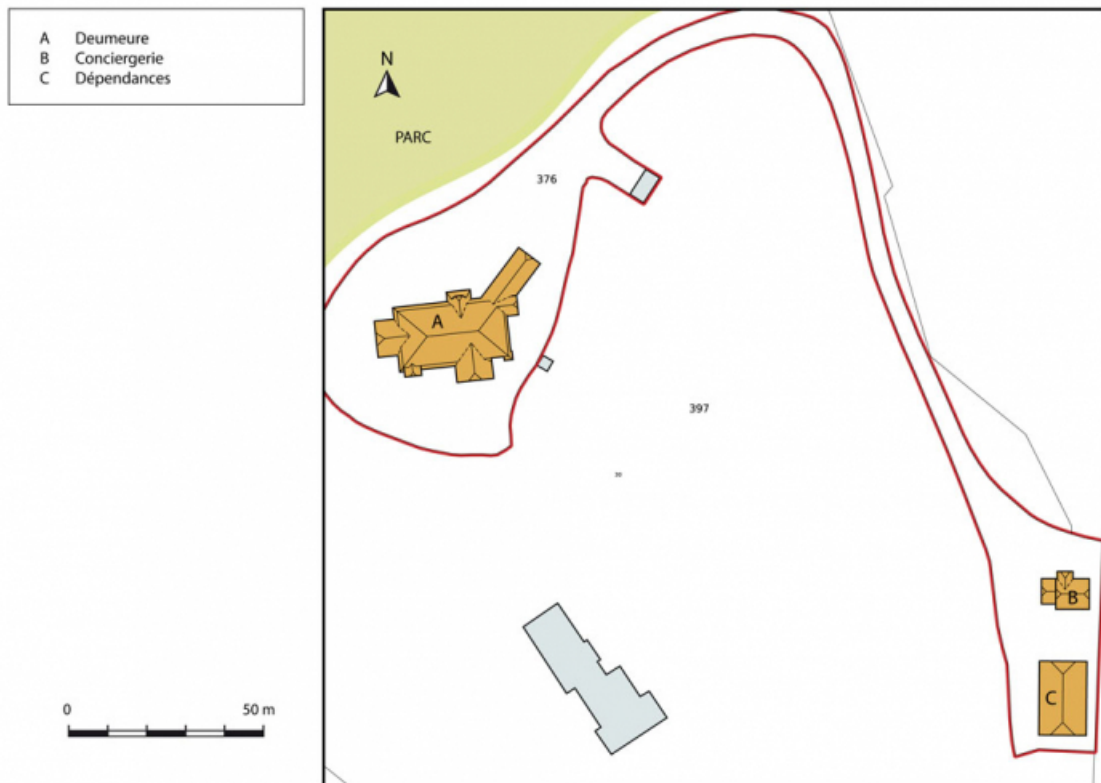 A Deumeure
B Conciergerie
C Dépendances
N
PARC
376
A
397
B
C
0 50 m